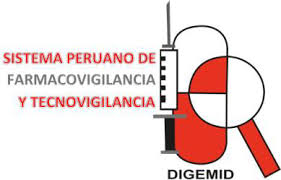 SISTEMA PERUANO DE
FARMACOVIGILANCIA
Y TECNOVIGILANCIA
DIGEMID